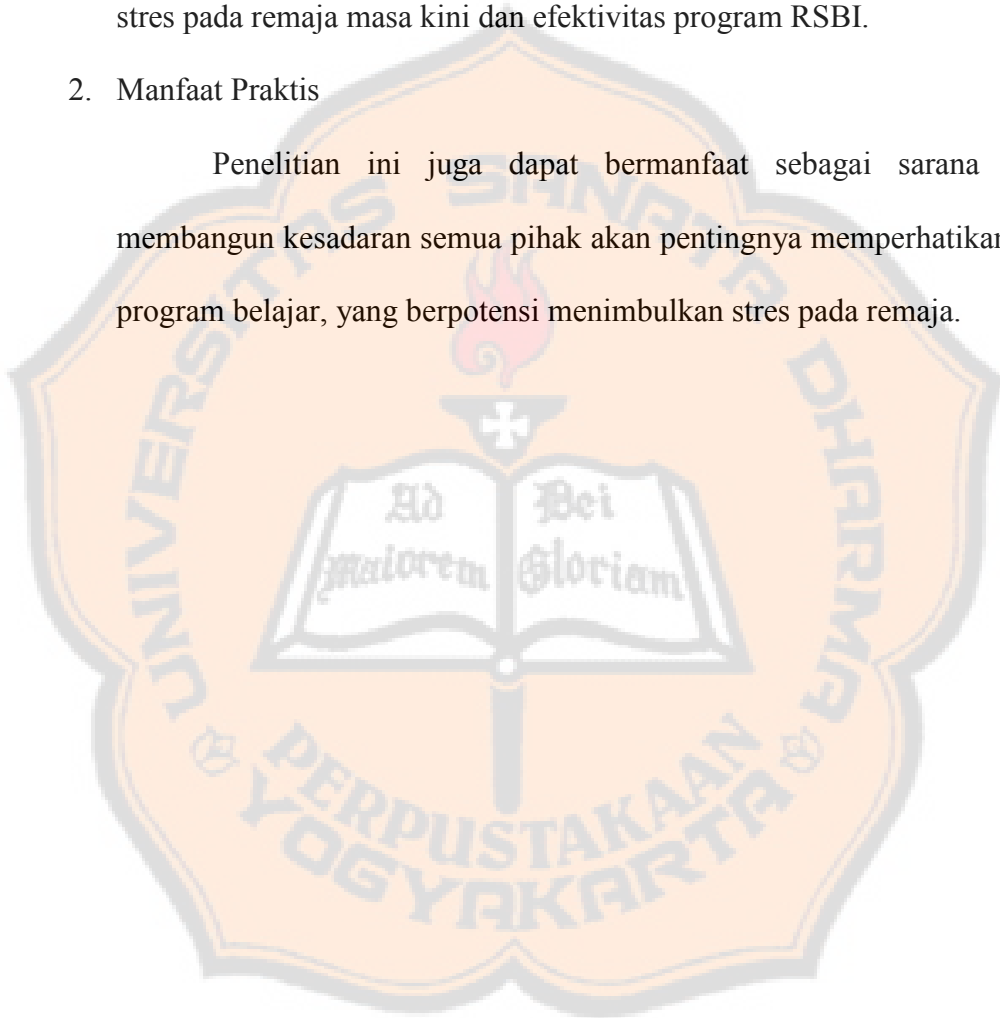 stres pada remaja masa kini dan efektivitas program RSBI.
2. Manfaat Praktis
Penelitian ini juga dapat bermanfaat sebagai sarana
membangun kesadaran semua pihak akan pentingnya memperhatikan
program belajar, yang berpotensi menimbulkan stres pada remaja.
UNIVERSITAS SANATA DHARMA
Ad Dei
Maiorem Gloriam
PERPUSTAKAAN
YOGYAKARTA